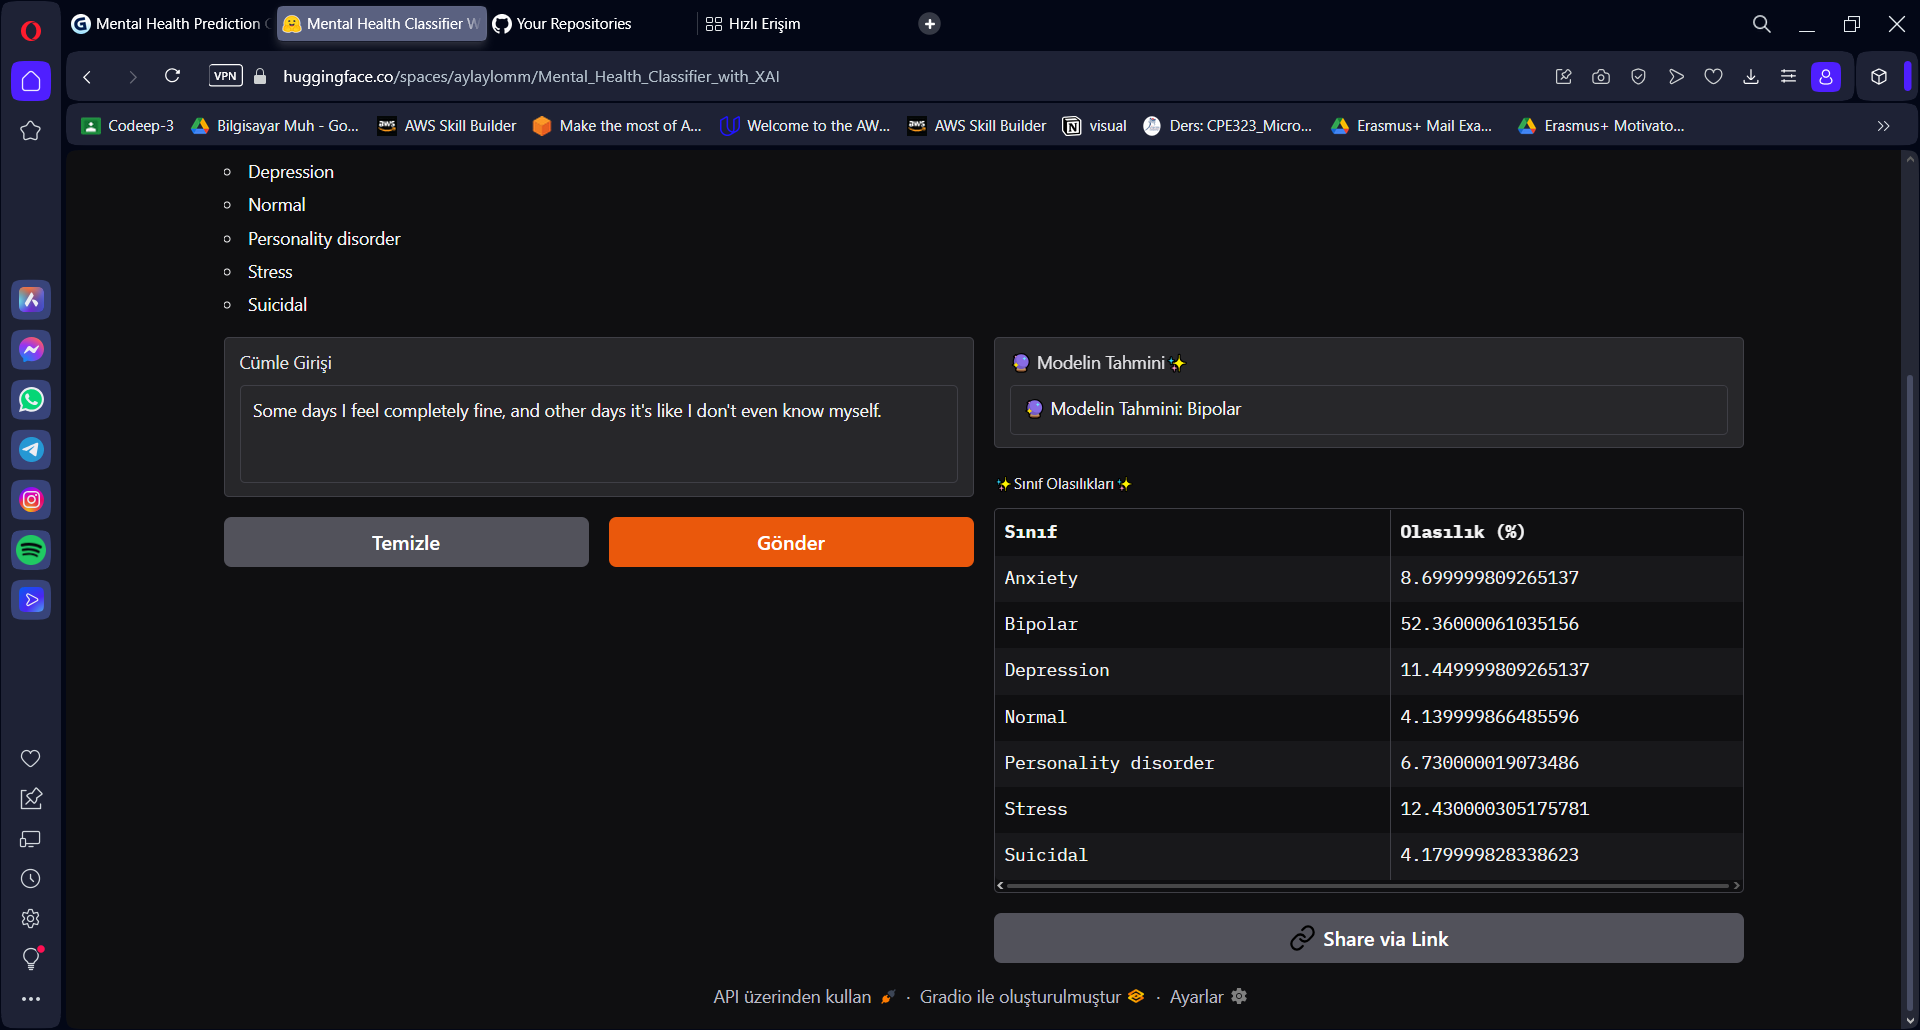 Mental Health Prediction
Mental Health Classifier W
Your Repositories
Hızlı Erişim
VPN
huggingface.co/spaces/aylaylomm/Mental_Health_Classifier_with_XAI
Codeep-3
Bilgisayar Muh - Go...
aws AWS Skill Builder
Make the most of A...
Welcome to the AW...
aws AWS Skill Builder
visual
Ders: CPE323_Micro...
Erasmus+ Mail Exa...
Erasmus+ Motivato...
Depression
Normal
Personality disorder
Stress
Suicidal
Cümle Girişi
Some days I feel completely fine, and other days it's like I don't even know myself.
Temizle
Gönder
🔮 Modelin Tahmini✨
🔮 Modelin Tahmini: Bipolar
✨Sınıf Olasılıkları✨
Sınıf Olasılık (%)
Anxiety 8.699999809265137
Bipolar 52.36000061035156
Depression 11.449999809265137
Normal 4.139999866485596
Personality disorder 6.730000019073486
Stress 12.430000305175781
Suicidal 4.179999828338623
Share via Link
API üzerinden kullan · Gradio ile oluşturulmuştur · Ayarlar